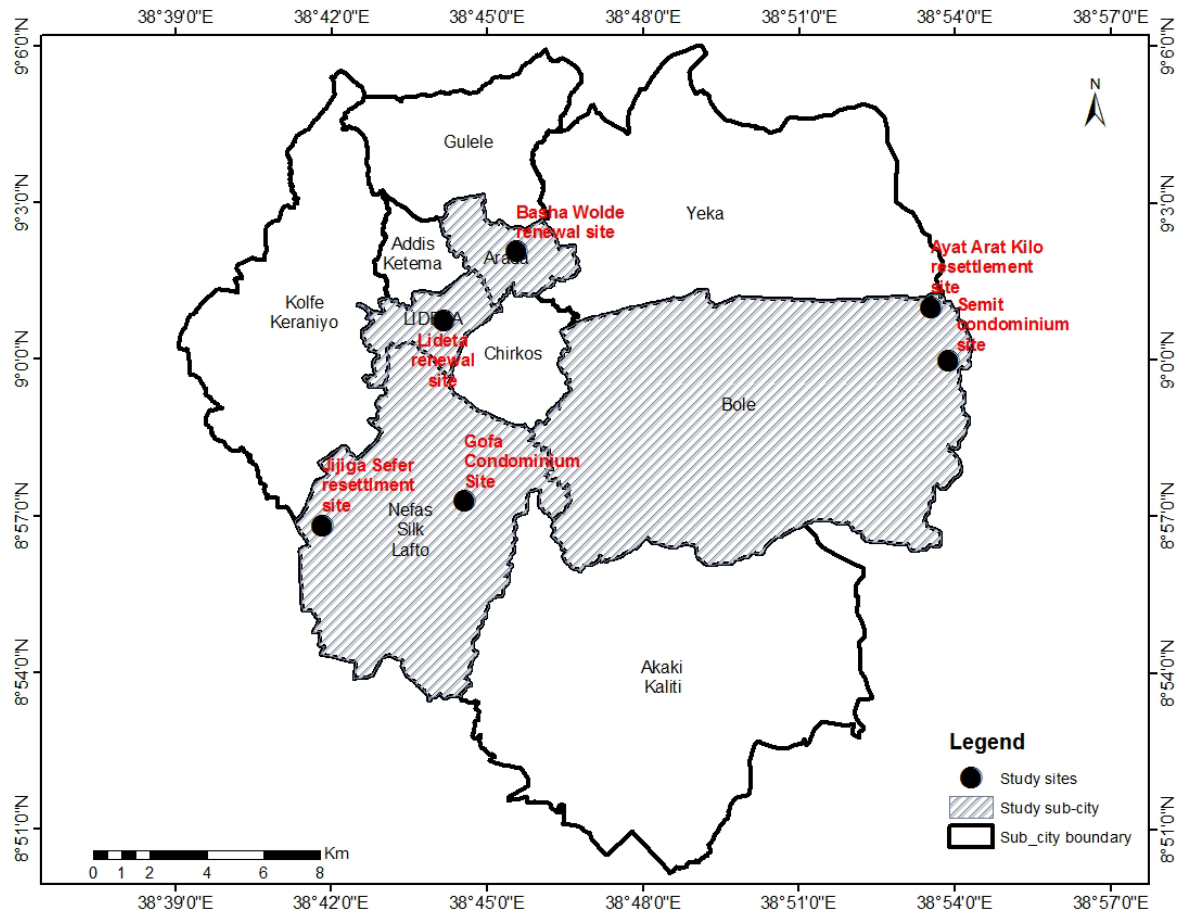 38°39'0"E 38°42'0"E 38°45'0"E 38°48'0"E 38°51'0"E 38°54'0"E 38°57'0"E
9°6'0"N 9°6'0"N
N
Gulele
9°3'0"N 9°3'0"N
Basha Wolde
renewal site
Yeka
Addis
Ketema
Arada
Ayat Arat Kilo
resettlement
site
Kolfe
Keraniyo
Semit
condominium
site
LIDETA
Lideta
renewal
site
Chirkos
9°0'0"N 9°0'0"N
Bole
Gofa
Condominium
Site
Jijiga Sefer
resettlment
site
Nefas
Silk
Lafto
8°57'0"N 8°57'0"N
Akaki
Kaliti
8°54'0"N 8°54'0"N
Legend
Study sites
Study sub-city
Sub_city boundary
8°51'0"N 8°51'0"N
Km
0 1 2 4 6 8
38°39'0"E 38°42'0"E 38°45'0"E 38°48'0"E 38°51'0"E 38°54'0"E 38°57'0"E